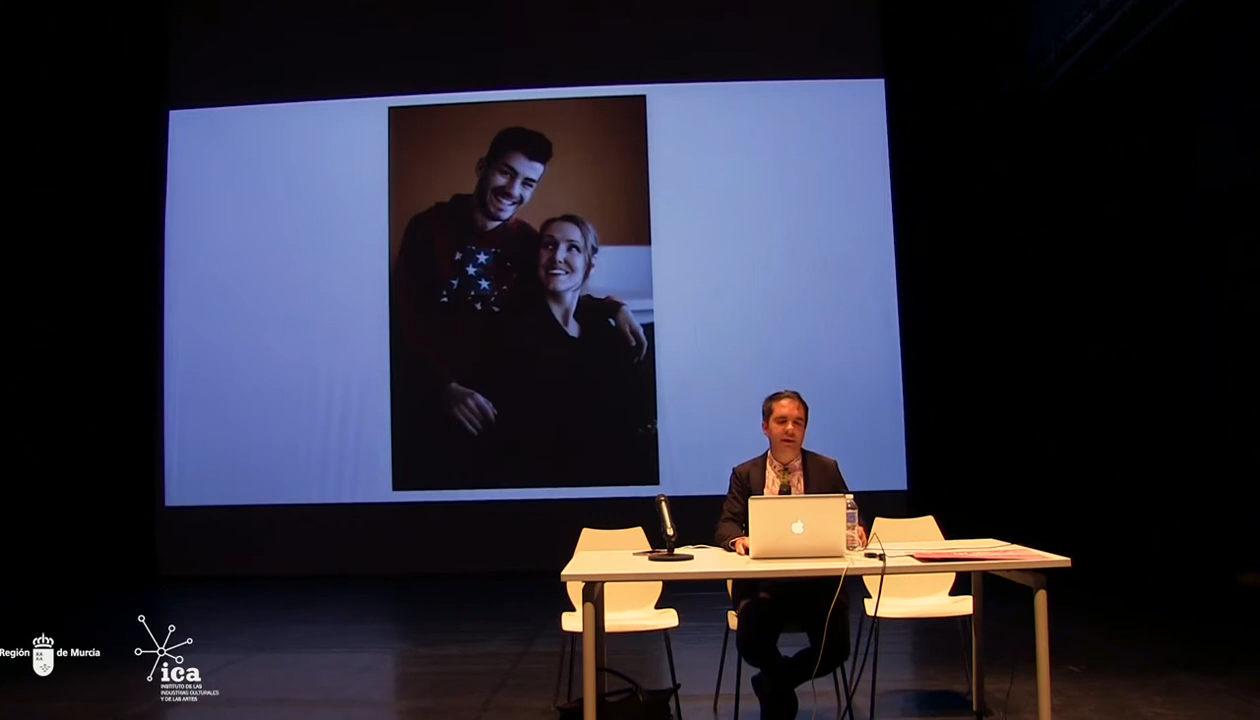 Región de Murcia
ica
INSTITUTO DE LAS
INDUSTRIAS CULTURALES
Y DE LAS ARTES